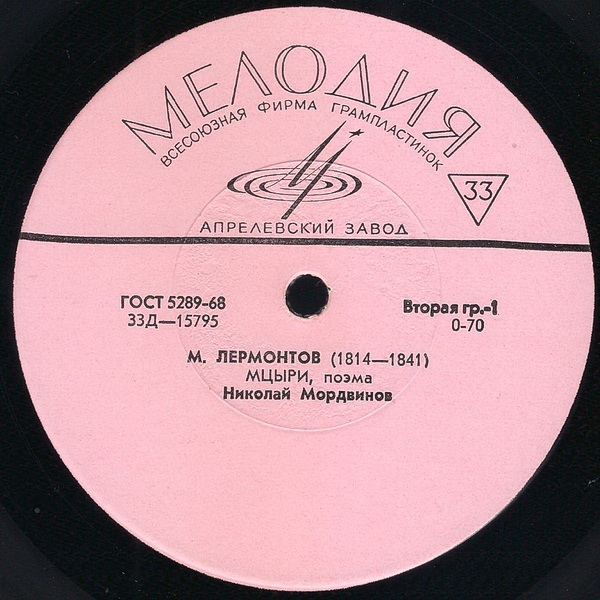 МЕЛОДИЯ
ВСЕСОЮЗНАЯ ФИРМА ГРАМПЛАСТИНОК
33
АПРЕЛЕВСКИЙ ЗАВОД
ГОСТ 5289-68
33Д—15795
Вторая гр.-1
0-70
М. ЛЕРМОНТОВ (1814—1841)
МЦЫРИ, поэма
Николай Мордвинов